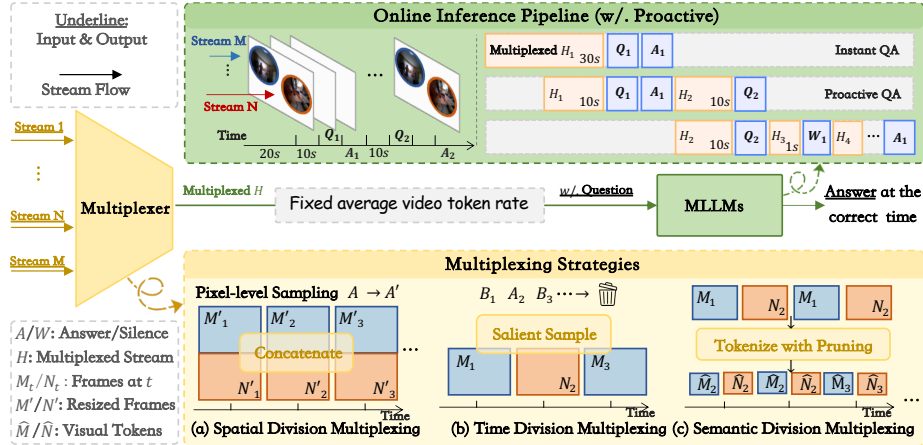 Underline:
Input & Output
Stream Flow
Online Inference Pipeline (w/. Proactive)
Stream M
Stream N
Time
Q₁
Q₂
20s
10s
A₁
10s
A₂
Multiplexed H₁ 30s
Q₁
A₁
Instant QA
H₁ 10s
Q₁
A₁
H₂ 10s
Q₂
Proactive QA
H₂ 10s
Q₂
H₃ 1s
W₁
H₄
...
A₁
Stream 1
Stream N
Stream M
Multiplexer
Multiplexed H
Fixed average video token rate
w/. Question
MLLMs
Answer at the
correct time
Multiplexing Strategies
Pixel-level Sampling A → A'
M'₁
M'₂
M'₃
Concatenate
N'₁
N'₂
N'₃
...
Time
(a) Spatial Division Multiplexing
B₁ A₂ B₃ ... →
Salient Sample
M₁
N₂
M₃
Time
(b) Time Division Multiplexing
M₁
N₂
M₁
N₂
Tokenize with Pruning
M̂₂
N̂₂
M̂₂
N̂₂
M̂₃
N̂₃
...
Time
(c) Semantic Division Multiplexing
A/W: Answer/Silence
H: Multiplexed Stream
Mₜ/Nₜ : Frames at t
M'/N': Resized Frames
M̂/N̂: Visual Tokens